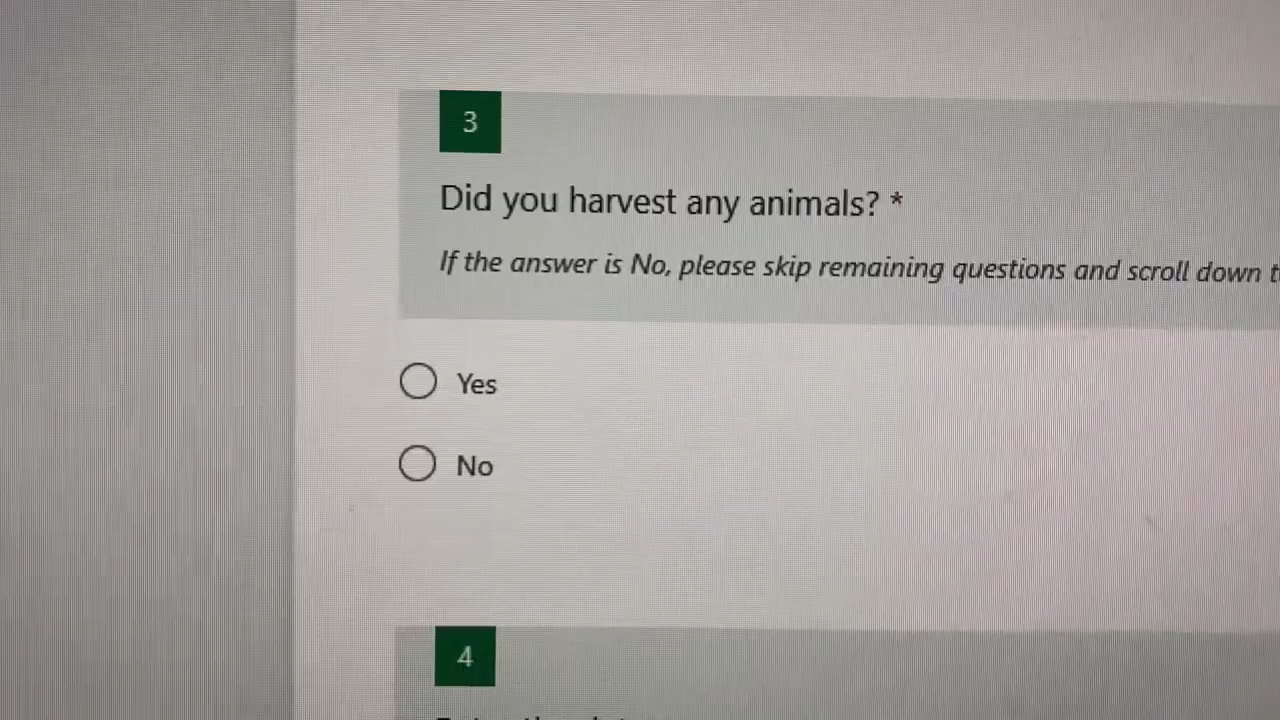 3
Did you harvest any animals? *
If the answer is No, please skip remaining questions and scroll down
Yes
No
4